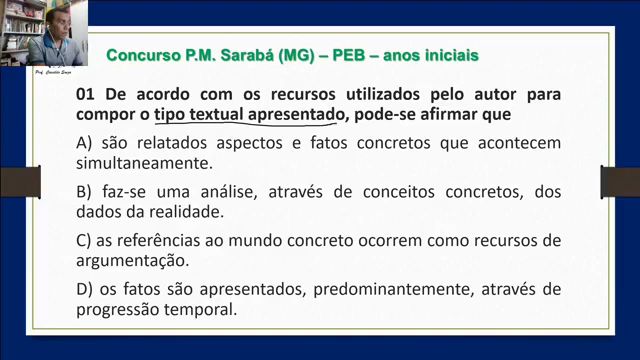 Prof. Claudião Souza
Concurso P.M. Sarabá (MG) – PEB – anos iniciais
01 De acordo com os recursos utilizados pelo autor para
compor o tipo textual apresentado, pode-se afirmar que
A) são relatados aspectos e fatos concretos que acontecem
simultaneamente.
B) faz-se uma análise, através de conceitos concretos, dos
dados da realidade.
C) as referências ao mundo concreto ocorrem como recursos de
argumentação.
D) os fatos são apresentados, predominantemente, através de
progressão temporal.